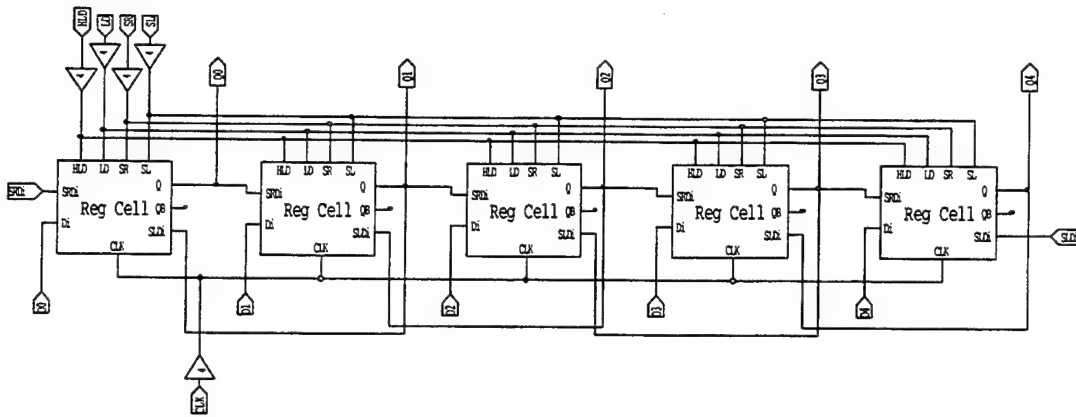 HLD
LD
SR
SL
Q0
Q1
Q2
Q3
Q4
HLD LD SR SL
HLD LD SR SL
HLD LD SR SL
HLD LD SR SL
HLD LD SR SL
SRDi
SRDi Q
SRDi Q
SRDi Q
SRDi Q
SRDi Q
Reg Cell QB
Reg Cell QB
Reg Cell QB
Reg Cell QB
Reg Cell QB
Di SLDi
Di SLDi
Di SLDi
Di SLDi
Di SLDi
SLDi
CLK
CLK
CLK
CLK
CLK
D0
D1
D2
D3
D4
CLK